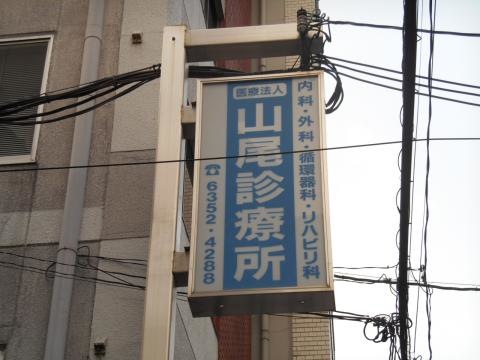 内科・外科・循環器科・リハビリ科
医療法人
山尾診療所
☎6352・4288